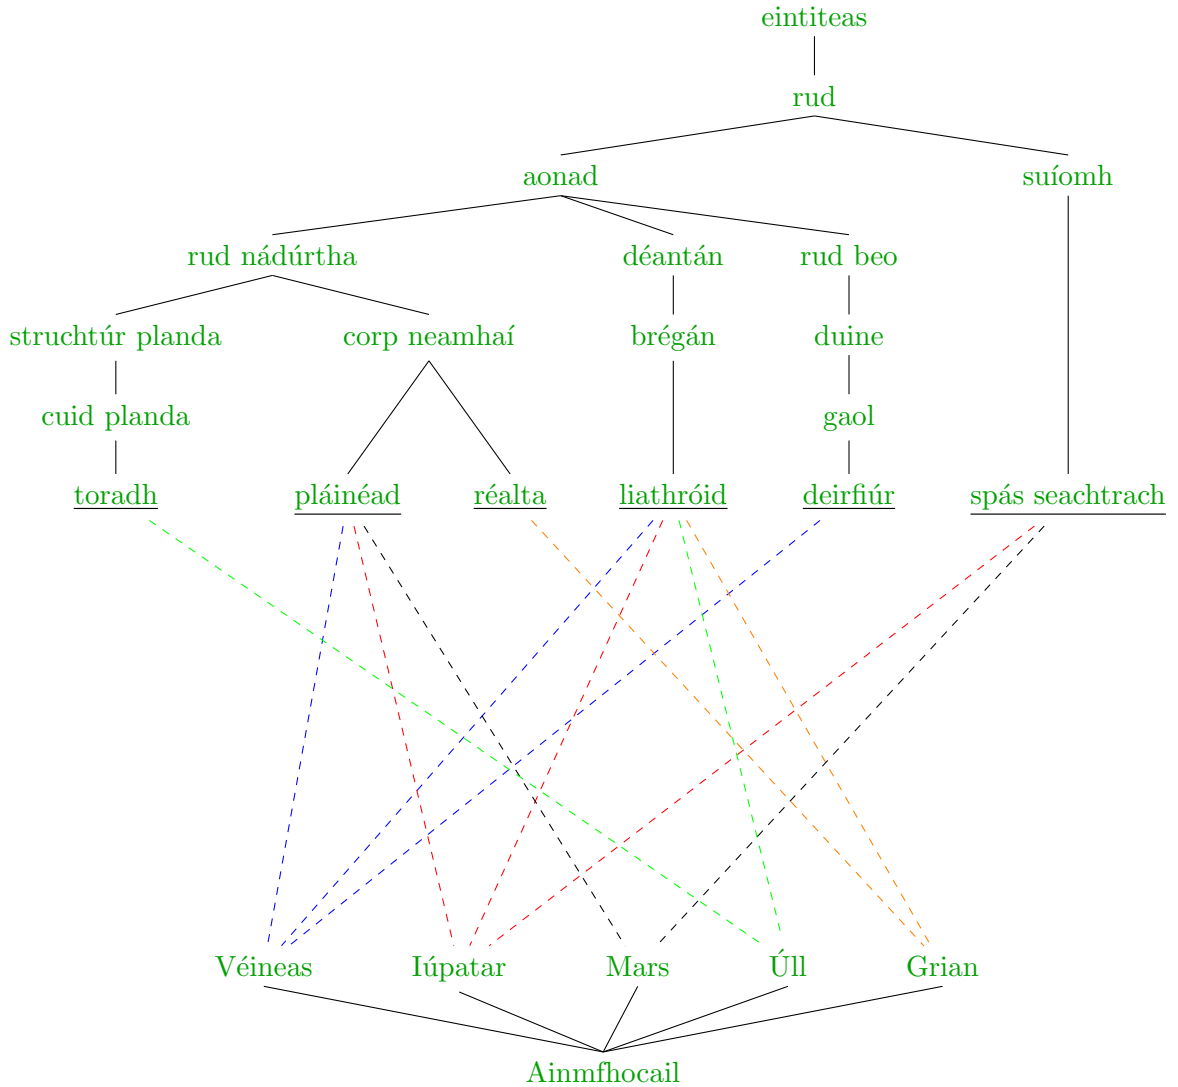 eintiteas
rud
aonad
suíomh
rud nádúrtha
déantán
rud beo
struchtúr planda
corp neamhaí
brégán
duine
cuid planda
gaol
toradh
pláinéad
réalta
liathróid
deirfiúr
spás seachtrach
Véineas
Iúpatar
Mars
Úll
Grian
Ainmfhocail